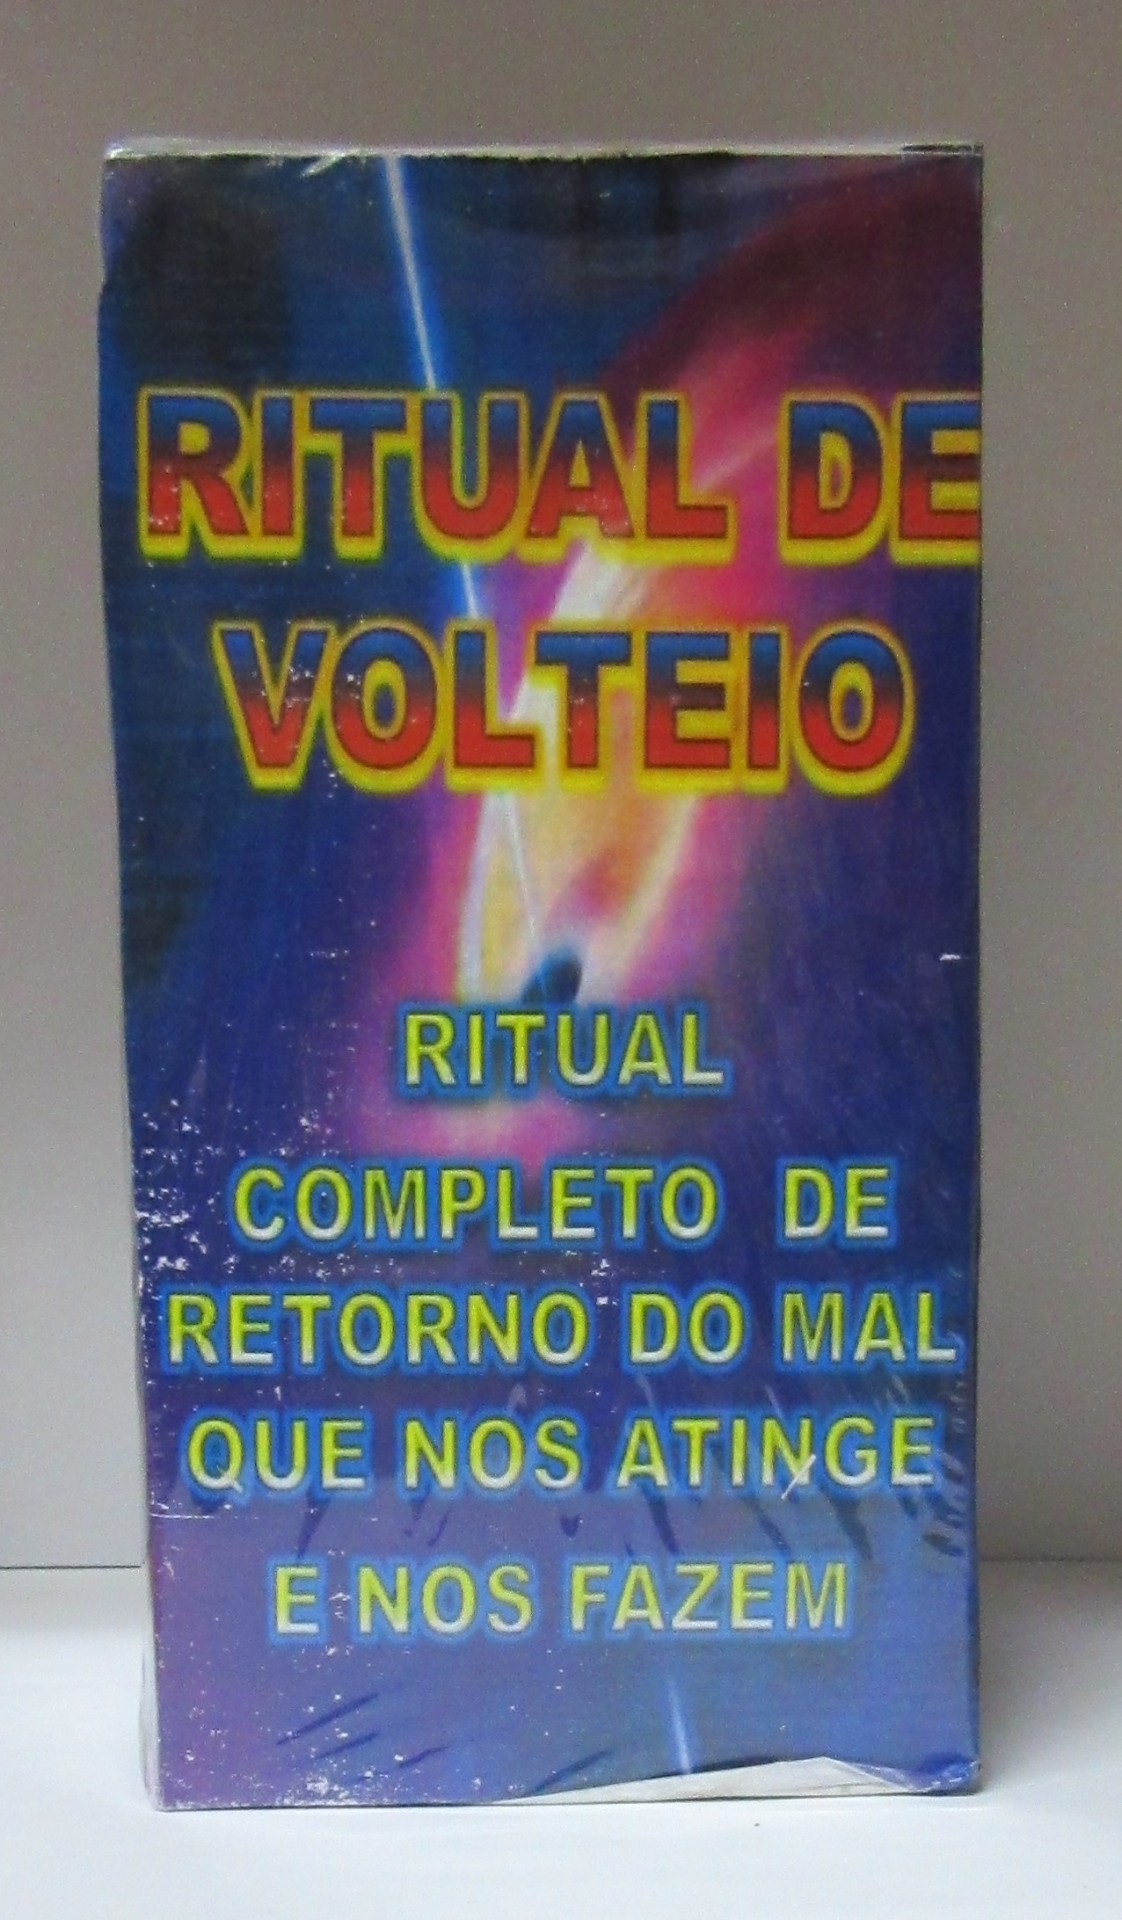 RITUAL DE
VOLTEIO
RITUAL
COMPLETO DE
RETORNO DO MAL
QUE NOS ATINGE
E NOS FAZEM